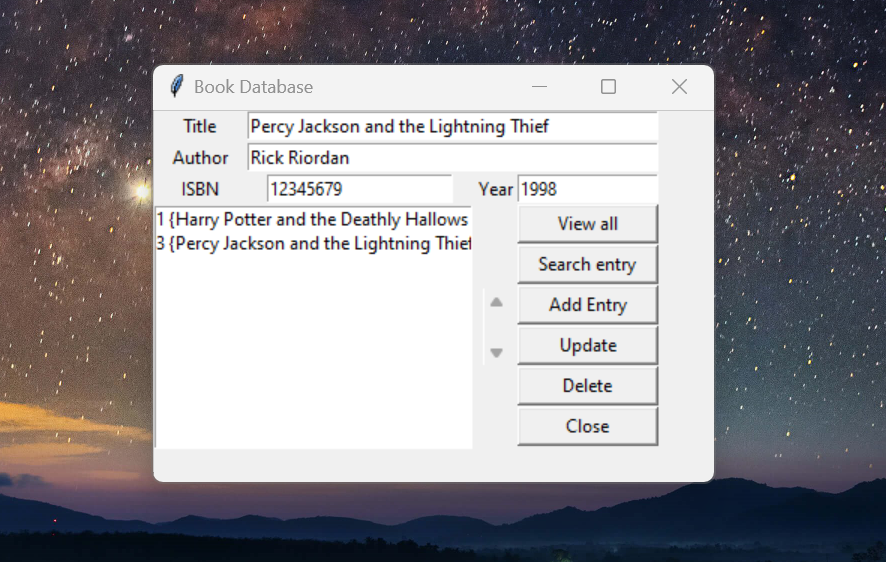 Book Database
Title Percy Jackson and the Lightning Thief
Author Rick Riordan
ISBN 12345679 Year 1998
1 {Harry Potter and the Deathly Hallows
3 {Percy Jackson and the Lightning Thief
View all
Search entry
Add Entry
Update
Delete
Close